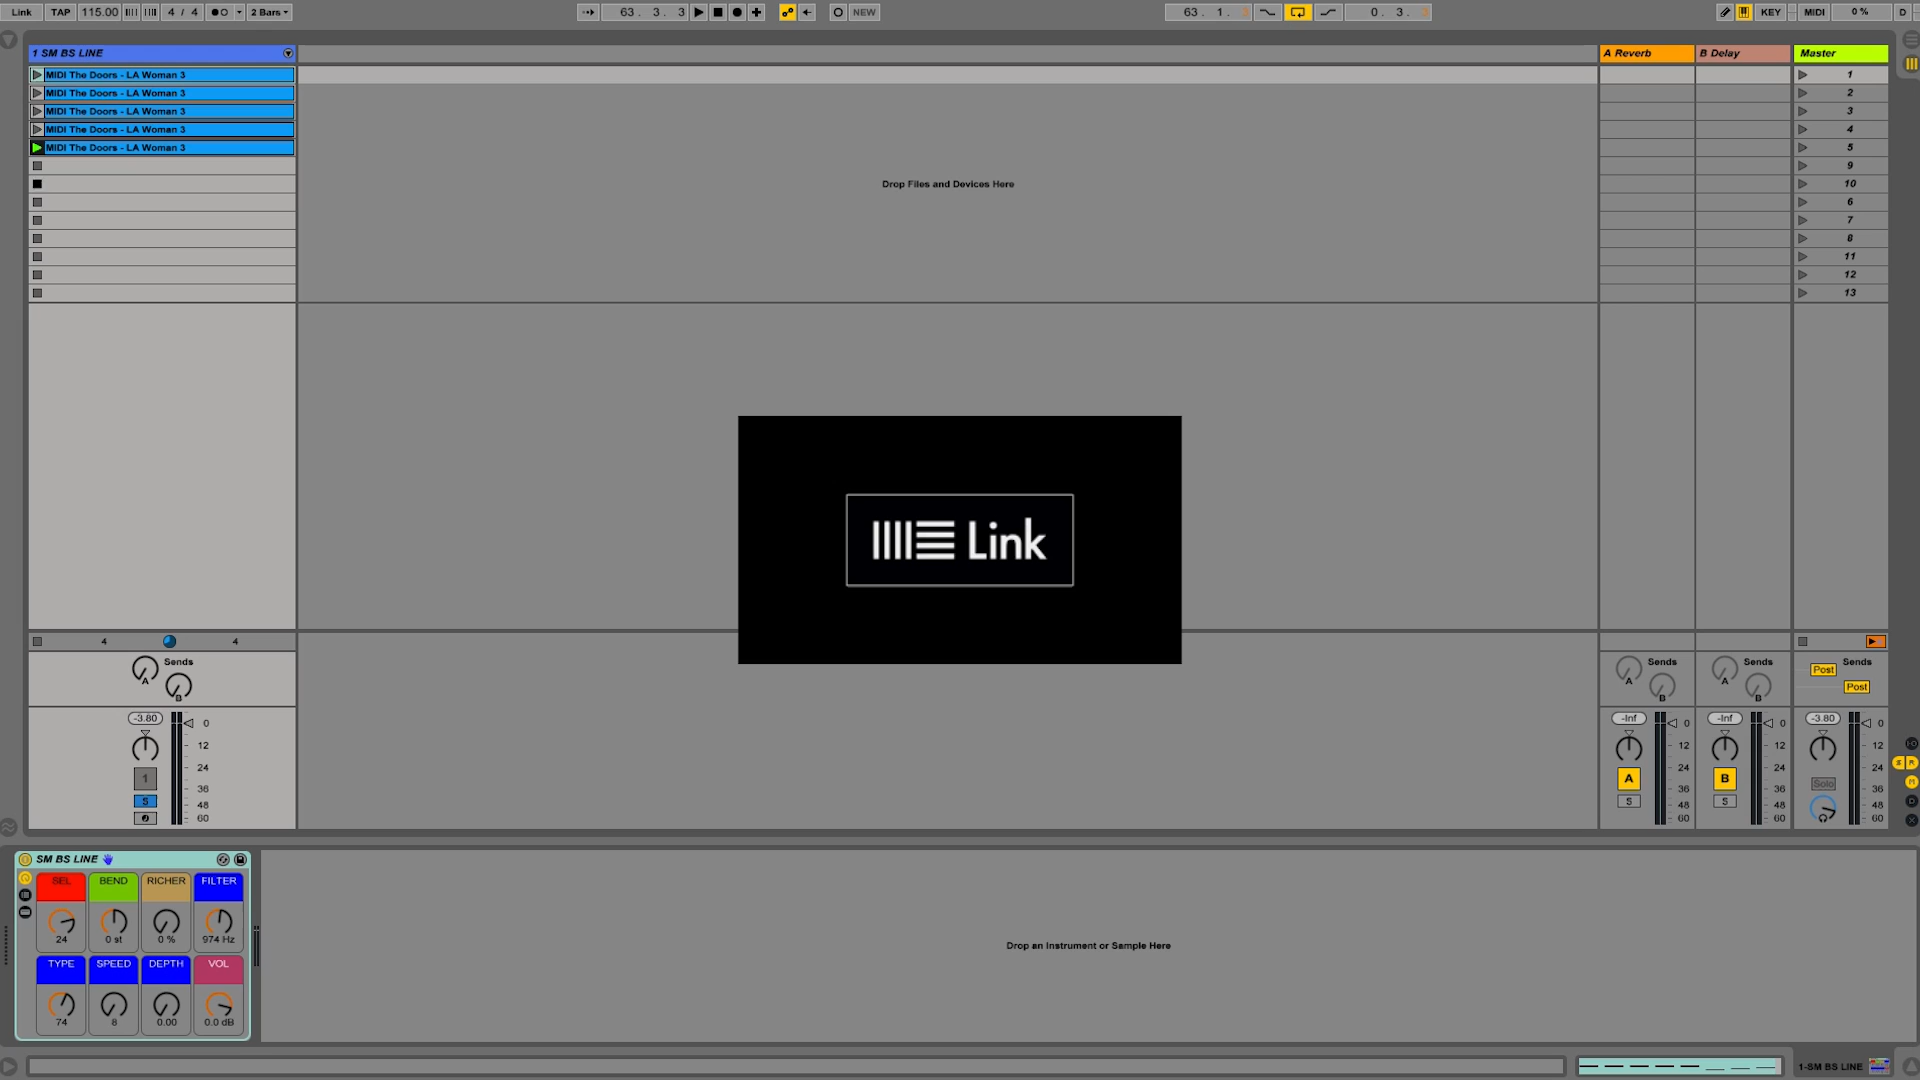 Link TAP 115.00 4 / 4 2 Bars 63. 3. 3 NEW 63. 1. 3 0. 3. 3 KEY MIDI 0 % D
1 SM BS LINE A Reverb B Delay Master
MIDI The Doors - LA Woman 3 1
MIDI The Doors - LA Woman 3 2
MIDI The Doors - LA Woman 3 3
MIDI The Doors - LA Woman 3 4
MIDI The Doors - LA Woman 3 5
9
Drop Files and Devices Here 10
6
7
8
11
12
13
Link
4 4
Sends Sends Sends Post Sends
A A A
B B B Post
-3.80 0 -Inf 0 -Inf 0 -3.80 0
12 12 12 12
24 24 24 24
1 A B Solo
36 36 36 36
S 48 S 48 S 48 48
60 60 60 60
SM BS LINE
SEL BEND RICHER FILTER
24 0 st 0 % 974 Hz
Drop an Instrument or Sample Here
TYPE SPEED DEPTH VOL
74 8 0.00 0.0 dB
1-SM BS LINE